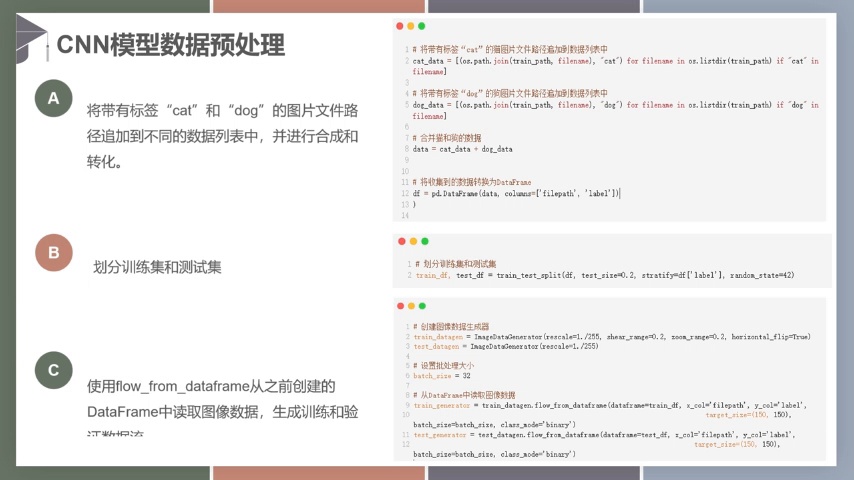 CNN模型数据预处理
A
将带有标签“cat”和“dog”的图片文件路
径追加到不同的数据列表中，并进行合成和
转化。
B
划分训练集和测试集
C
使用flow_from_dataframe从之前创建的
DataFrame中读取图像数据，生成训练和验
证数据流
1 # 将带有标签“cat”的猫图片文件路径追加到数据列表中
2 cat_data = [(os.path.join(train_path, filename), "cat") for filename in os.listdir(train_path) if "cat" in
filename]
3
4 # 将带有标签“dog”的狗图片文件路径追加到数据列表中
5 dog_data = [(os.path.join(train_path, filename), "dog") for filename in os.listdir(train_path) if "dog" in
filename]
6
7 # 合并猫和狗的数据
8 data = cat_data + dog_data
9
10
11 # 将收集到的数据转换为DataFrame
12 df = pd.DataFrame(data, columns=['filepath', 'label'])
13 )
14
1 # 划分训练集和测试集
2 train_df, test_df = train_test_split(df, test_size=0.2, stratify=df['label'], random_state=42)
1 # 创建图像数据生成器
2 train_datagen = ImageDataGenerator(rescale=1./255, shear_range=0.2, zoom_range=0.2, horizontal_flip=True)
3 test_datagen = ImageDataGenerator(rescale=1./255)
4
5 # 设置批处理大小
6 batch_size = 32
7
8 # 从DataFrame中读取图像数据
9 train_generator = train_datagen.flow_from_dataframe(dataframe=train_df, x_col='filepath', y_col='label',
10 target_size=(150, 150),
batch_size=batch_size, class_mode='binary')
11 test_generator = test_datagen.flow_from_dataframe(dataframe=test_df, x_col='filepath', y_col='label',
12 target_size=(150, 150),
batch_size=batch_size, class_mode='binary')